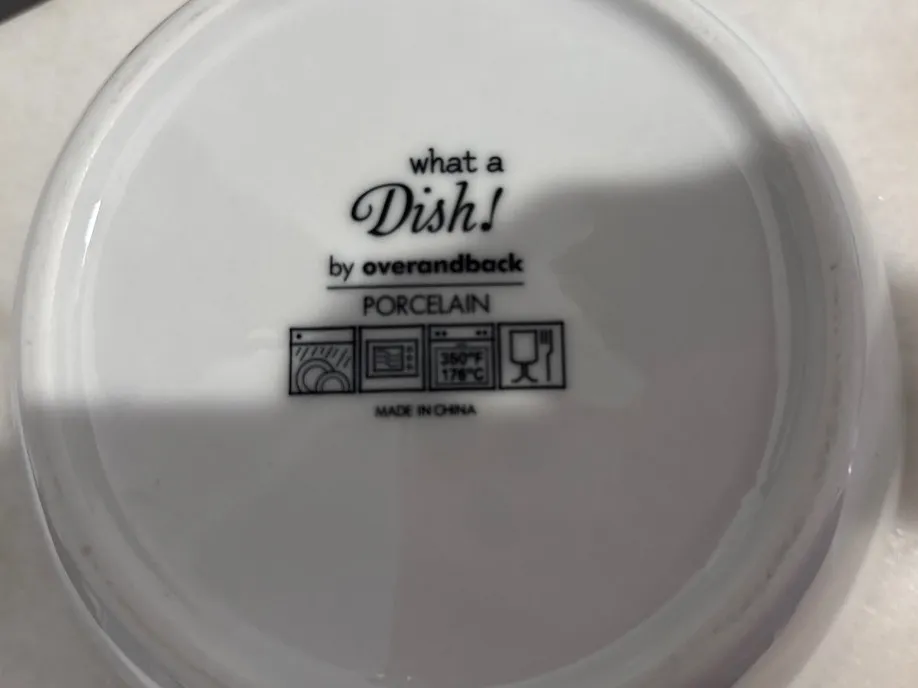 what a
Dish!
by overandback
PORCELAIN
350°F
176°C
MADE IN CHINA